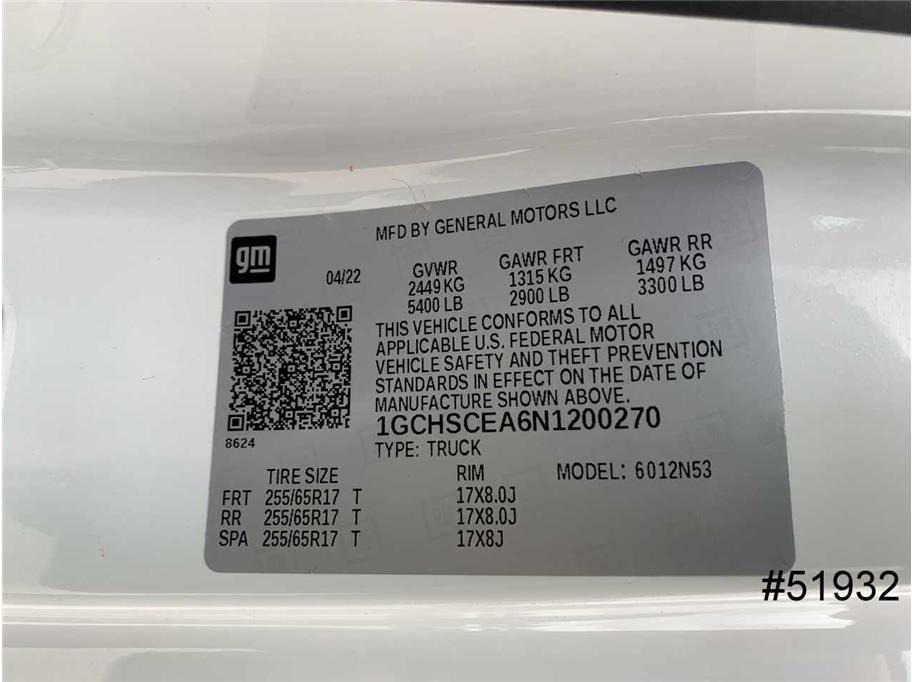 MFD BY GENERAL MOTORS LLC
gm
04/22
GVWR GAWR FRT GAWR RR
2449 KG 1315 KG 1497 KG
5400 LB 2900 LB 3300 LB
THIS VEHICLE CONFORMS TO ALL
APPLICABLE U.S. FEDERAL MOTOR
VEHICLE SAFETY AND THEFT PREVENTION
STANDARDS IN EFFECT ON THE DATE OF
MANUFACTURE SHOWN ABOVE.
8624
1GCHSCEA6N1200270
TYPE: TRUCK
TIRE SIZE RIM MODEL: 6012N53
FRT 255/65R17 T 17X8.0J
RR 255/65R17 T 17X8.0J
SPA 255/65R17 T 17X8J
#51932